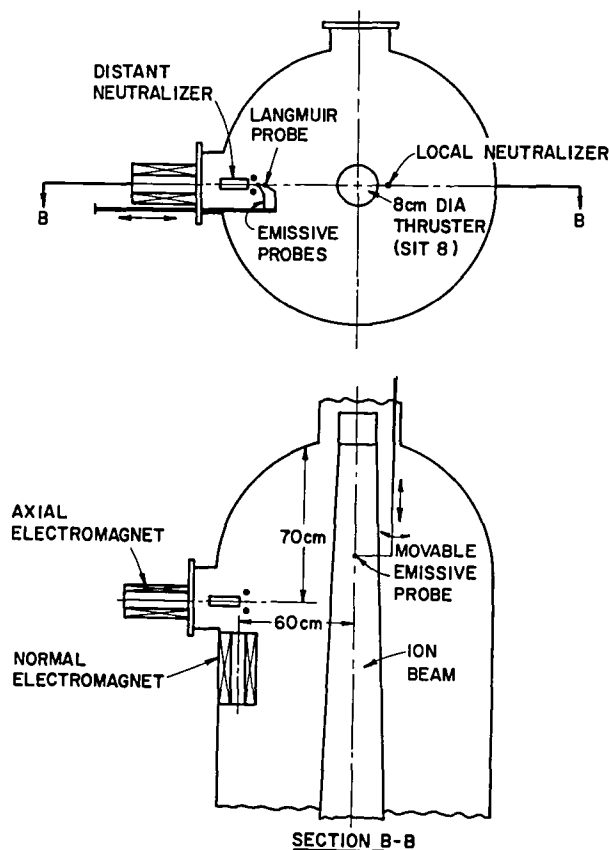 DISTANT
NEUTRALIZER
LANGMUIR
PROBE
LOCAL NEUTRALIZER
8cm DIA
THRUSTER
(SIT 8)
B
B
EMISSIVE
PROBES
AXIAL
ELECTROMAGNET
70cm
MOVABLE
EMISSIVE
PROBE
60cm
NORMAL
ELECTROMAGNET
ION
BEAM
SECTION B-B